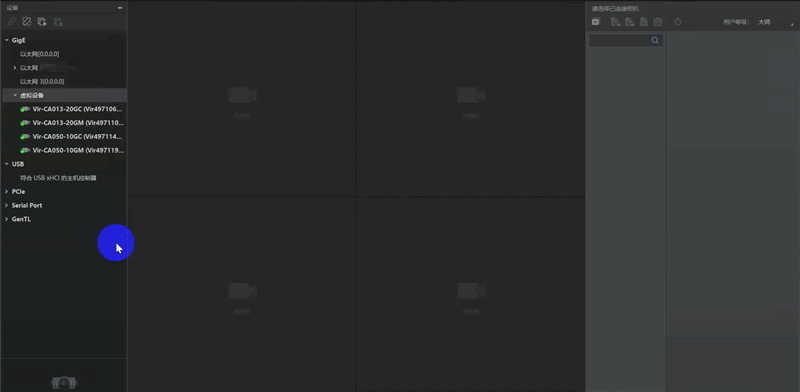 设备
GigE
以太网[0.0.0.0]
以太网
以太网 3[0.0.0.0]
虚拟设备
Vir-CA013-20GC (Vir497106...
Vir-CA013-20GM (Vir497110...
Vir-CA050-10GC (Vir497114...
Vir-CA050-10GM (Vir497119...
USB
符合 USB xHCI 的主机控制器
PCIe
Serial Port
GenTL
请选择已连接相机
用户等级:
大师